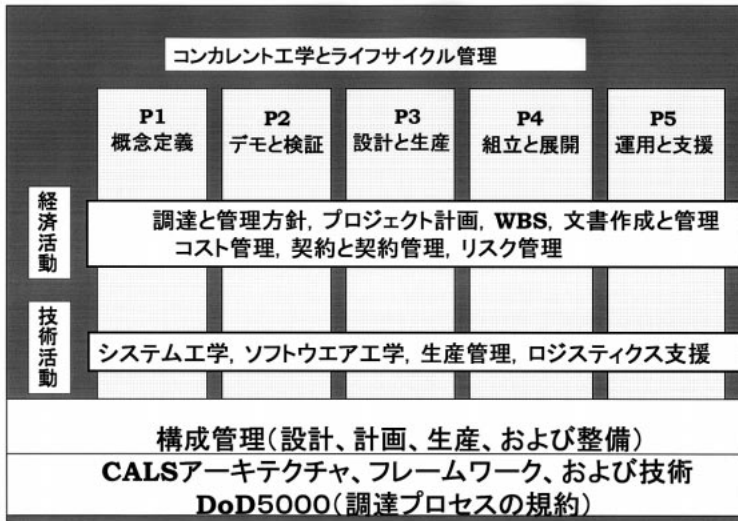 コンカレント工学とライフサイクル管理
P1
概念定義
P2
デモと検証
P3
設計と生産
P4
組立と展開
P5
運用と支援
経済活動
調達と管理方針, プロジェクト計画, WBS, 文書作成と管理
コスト管理, 契約と契約管理, リスク管理
技術活動
システム工学, ソフトウエア工学, 生産管理, ロジスティクス支援
構成管理(設計、計画、生産、および整備)
CALSアーキテクチャ、フレームワーク、および技術
DoD5000(調達プロセスの規約)